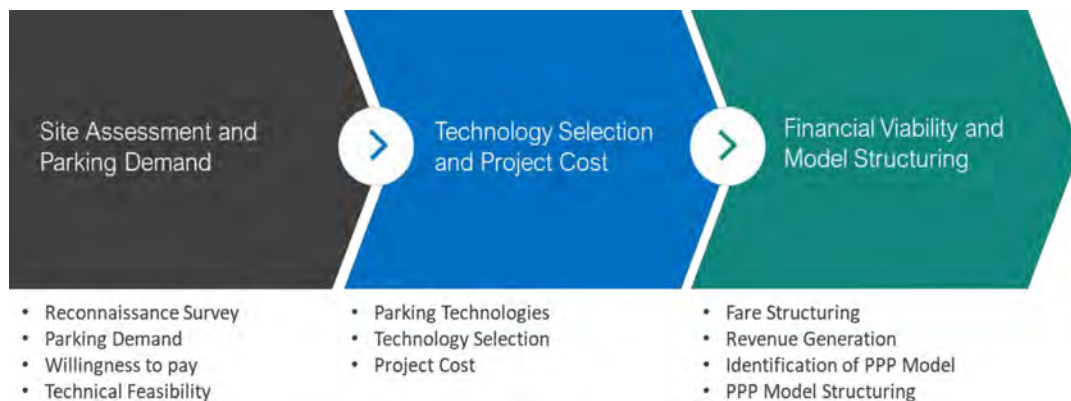 Site Assessment and
Parking Demand
Technology Selection
and Project Cost
Financial Viability and
Model Structuring
• Reconnaissance Survey
• Parking Demand
• Willingness to pay
• Technical Feasibility
• Parking Technologies
• Technology Selection
• Project Cost
• Fare Structuring
• Revenue Generation
• Identification of PPP Model
• PPP Model Structuring